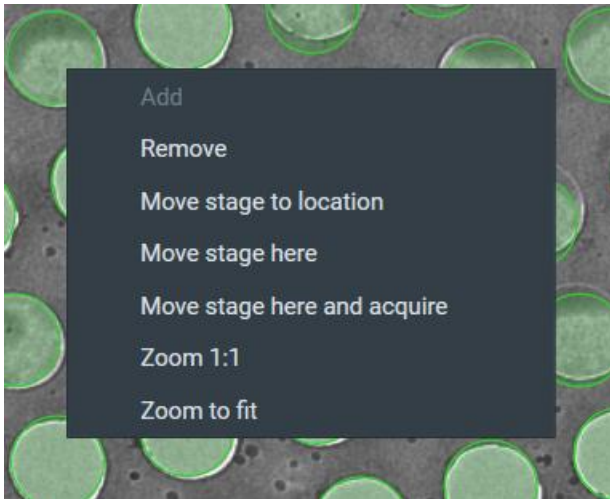 Add
Remove
Move stage to location
Move stage here
Move stage here and acquire
Zoom 1:1
Zoom to fit